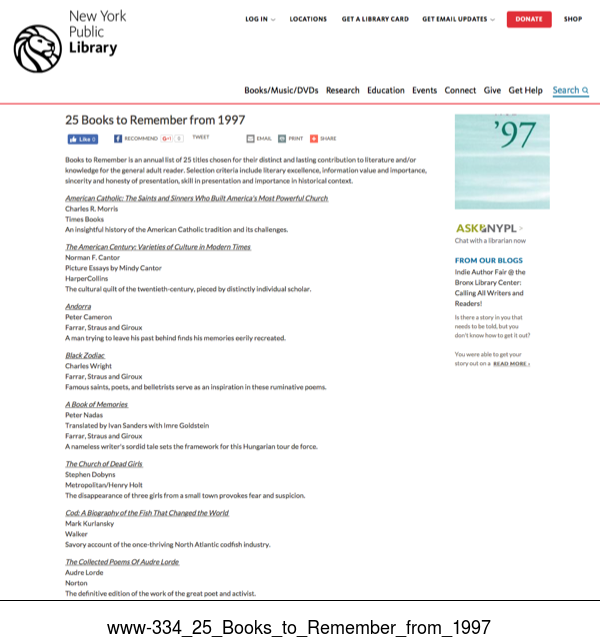 New York
Public
Library
LOG IN
LOCATIONS
GET A LIBRARY CARD
GET EMAIL UPDATES
DONATE
SHOP
Books/Music/DVDs Research Education Events Connect Give Get Help Search
25 Books to Remember from 1997
Like 0
RECOMMEND
G+1 0
TWEET
EMAIL
PRINT
SHARE
Books to Remember is an annual list of 25 titles chosen for their distinct and lasting contribution to literature and/or
knowledge for the general adult reader. Selection criteria include literary excellence, information value and importance,
sincerity and honesty of presentation, skill in presentation and importance in historical context.
American Catholic: The Saints and Sinners Who Built America's Most Powerful Church
Charles R. Morris
Times Books
An insightful history of the American Catholic tradition and its challenges.
The American Century: Varieties of Culture in Modern Times
Norman F. Cantor
Picture Essays by Mindy Cantor
HarperCollins
The cultural quilt of the twentieth-century, pieced by distinctly individual scholar.
Andorra
Peter Cameron
Farrar, Straus and Giroux
A man trying to leave his past behind finds his memories eerily recreated.
Black Zodiac
Charles Wright
Farrar, Straus and Giroux
Famous saints, poets, and belletrists serve as an inspiration in these ruminative poems.
A Book of Memories
Peter Nadas
Translated by Ivan Sanders with Imre Goldstein
Farrar, Straus and Giroux
A nameless writer's sordid tale sets the framework for this Hungarian tour de force.
The Church of Dead Girls
Stephen Dobyns
Metropolitan/Henry Holt
The disappearance of three girls from a small town provokes fear and suspicion.
Cod: A Biography of the Fish That Changed the World
Mark Kurlansky
Walker
Savory account of the once-thriving North Atlantic codfish industry.
The Collected Poems Of Audre Lorde
Audre Lorde
Norton
The definitive edition of the work of the great poet and activist.
'97
ASK&NYPL >
Chat with a librarian now
FROM OUR BLOGS
Indie Author Fair @ the
Bronx Library Center:
Calling All Writers and
Readers!
Is there a story in you that
needs to be told, but you
don't know how to get it out?
You were able to get your
story out on a READ MORE ›
www-334_25_Books_to_Remember_from_1997